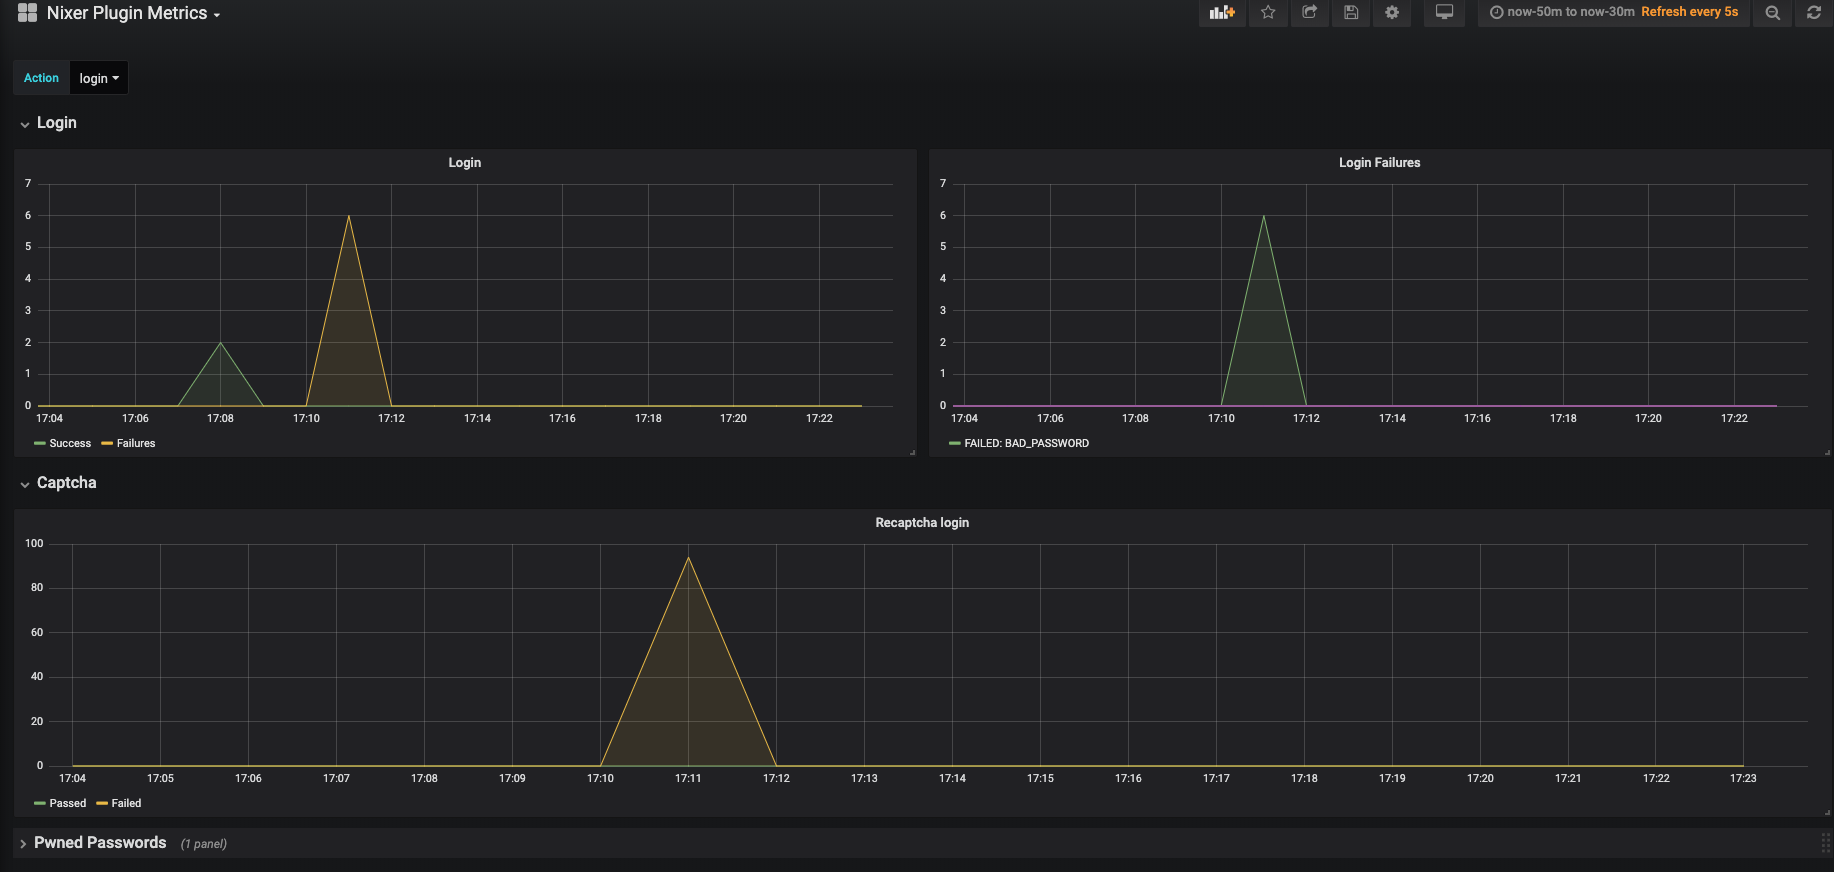 Nixer Plugin Metrics
now-50m to now-30m Refresh every 5s
Action login
Login
Login
7
6
5
4
3
2
1
0
17:04 17:06 17:08 17:10 17:12 17:14 17:16 17:18 17:20 17:22
Success Failures
Login Failures
7
6
5
4
3
2
1
0
17:04 17:06 17:08 17:10 17:12 17:14 17:16 17:18 17:20 17:22
FAILED: BAD_PASSWORD
Captcha
Recaptcha login
100
80
60
40
20
0
17:04 17:05 17:06 17:07 17:08 17:09 17:10 17:11 17:12 17:13 17:14 17:15 17:16 17:17 17:18 17:19 17:20 17:21 17:22 17:23
Passed Failed
Pwned Passwords (1 panel)